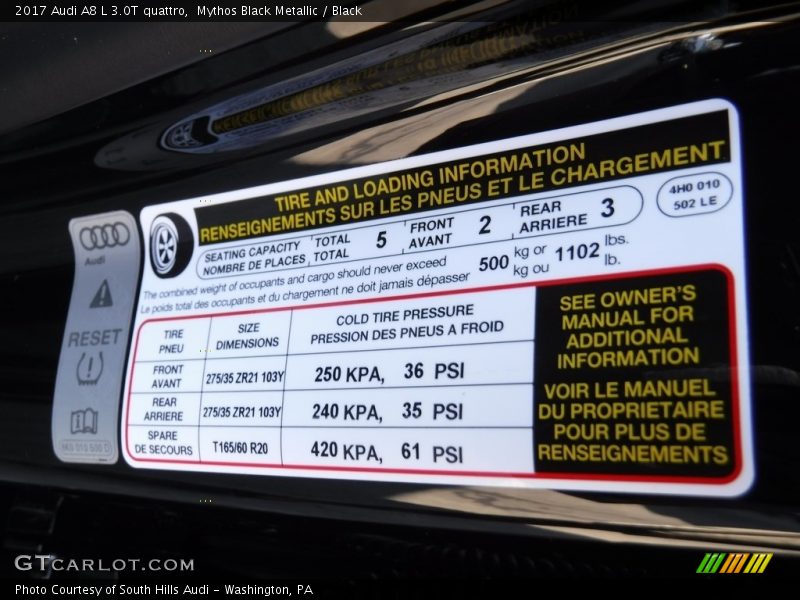 2017 Audi A8 L 3.0T quattro, Mythos Black Metallic / Black
TIRE AND LOADING INFORMATION
RENSEIGNEMENTS SUR LES PNEUS ET LE CHARGEMENT
SEATING CAPACITY TOTAL 5 FRONT 2 REAR 3
NOMBRE DE PLACES TOTAL AVANT ARRIERE
4H0 010
502 LE
The combined weight of occupants and cargo should never exceed 500 kg or 1102 lbs.
Le poids total des occupants et du chargement ne doit jamais dépasser kg ou lb.
Audi
RESET
TIRE
PNEU
SIZE
DIMENSIONS
COLD TIRE PRESSURE
PRESSION DES PNEUS A FROID
FRONT
AVANT
275/35 ZR21 103Y
250 KPA, 36 PSI
REAR
ARRIERE
275/35 ZR21 103Y
240 KPA, 35 PSI
SPARE
DE SECOURS
T165/60 R20
420 KPA, 61 PSI
SEE OWNER'S
MANUAL FOR
ADDITIONAL
INFORMATION
VOIR LE MANUEL
DU PROPRIETAIRE
POUR PLUS DE
RENSEIGNEMENTS
GTCARLOT.COM
Photo Courtesy of South Hills Audi - Washington, PA